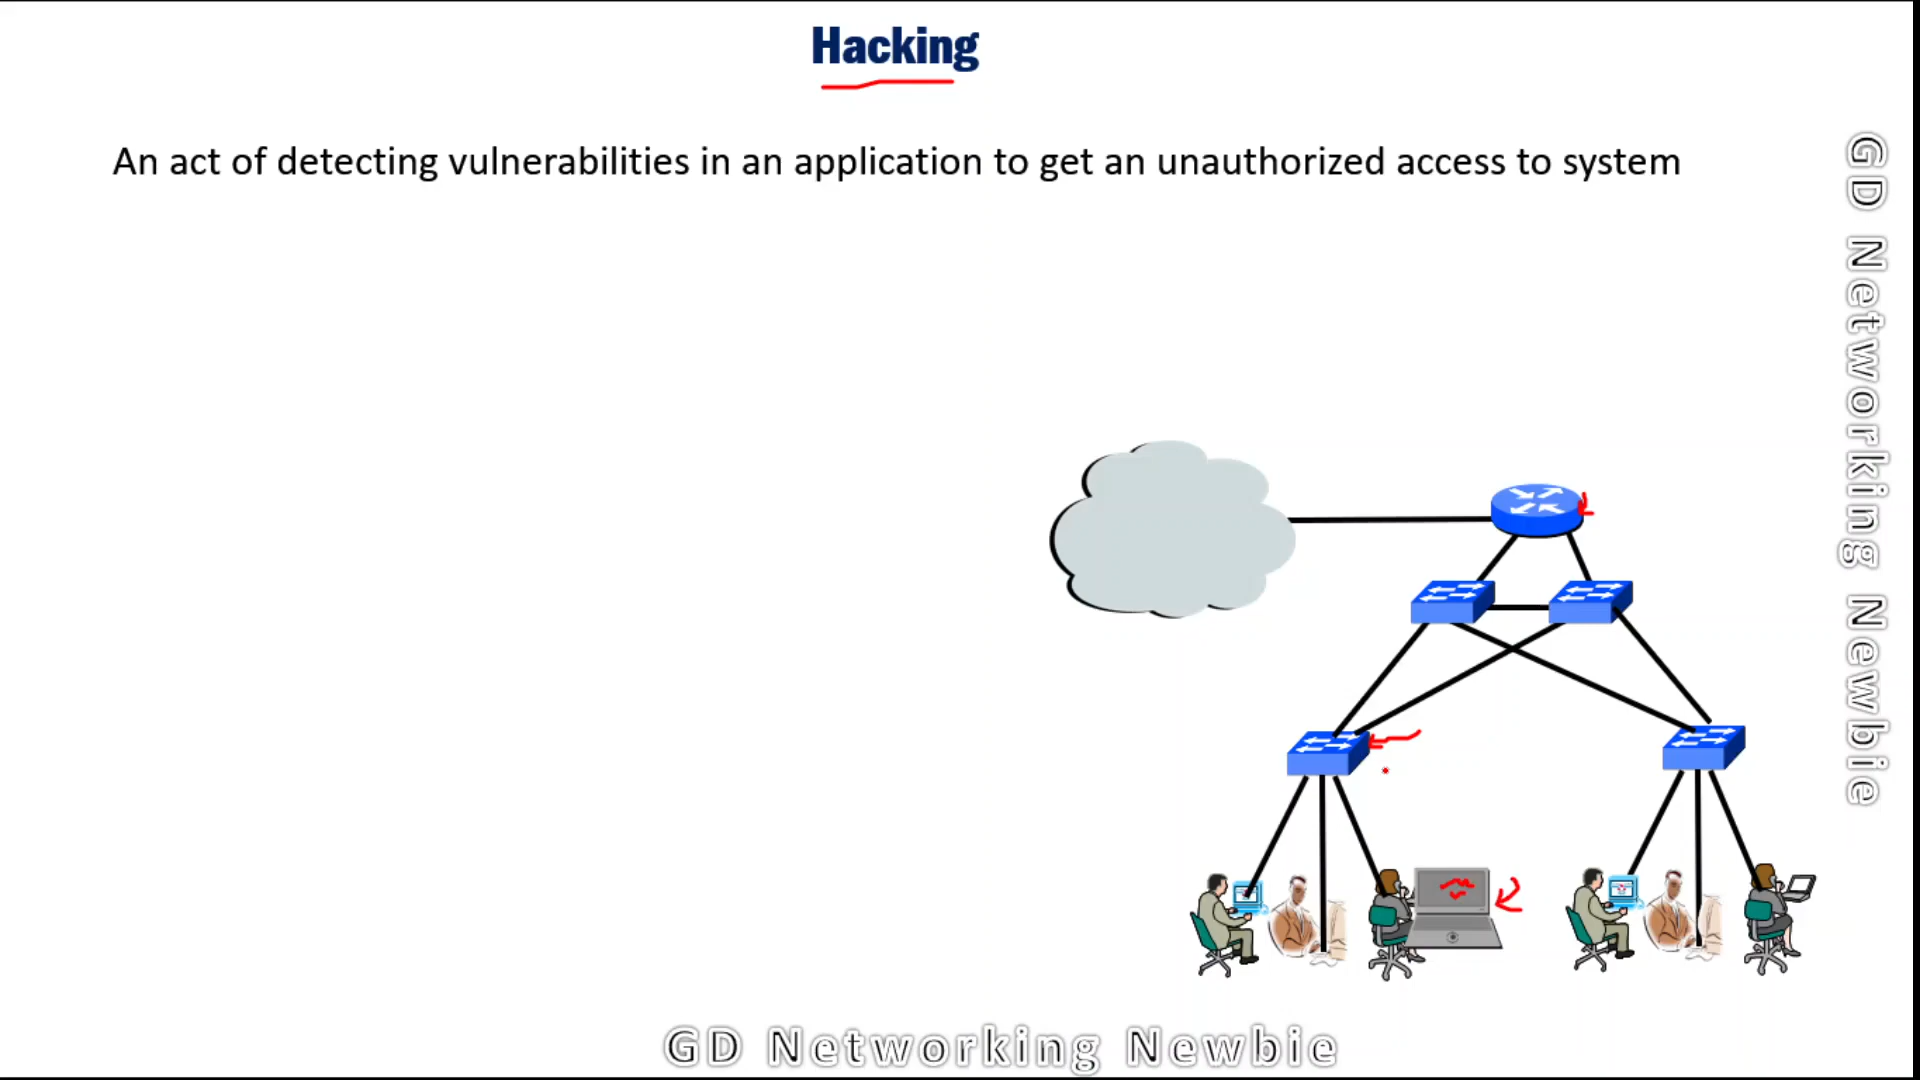 Hacking
An act of detecting vulnerabilities in an application to get an unauthorized access to system
GD Networking Newbie
GD Networking Newbie